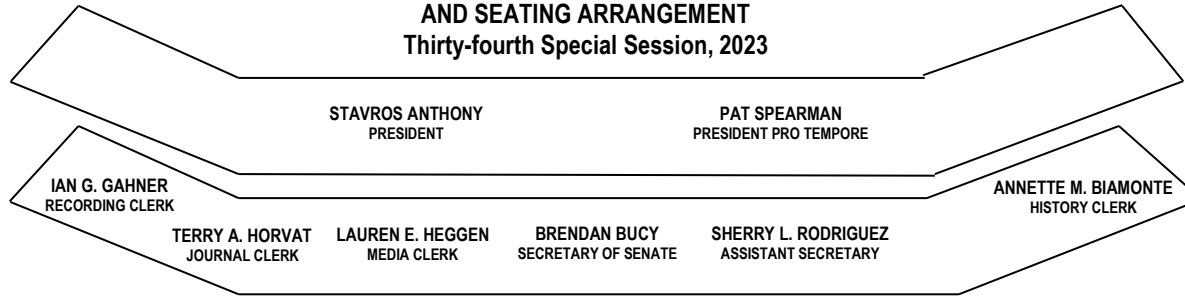 AND SEATING ARRANGEMENT
Thirty-fourth Special Session, 2023
STAVROS ANTHONY
PRESIDENT
PAT SPEARMAN
PRESIDENT PRO TEMPORE
IAN G. GAHNER
RECORDING CLERK
TERRY A. HORVAT
JOURNAL CLERK
LAUREN E. HEGGEN
MEDIA CLERK
BRENDAN BUCY
SECRETARY OF SENATE
SHERRY L. RODRIGUEZ
ASSISTANT SECRETARY
ANNETTE M. BIAMONTE
HISTORY CLERK